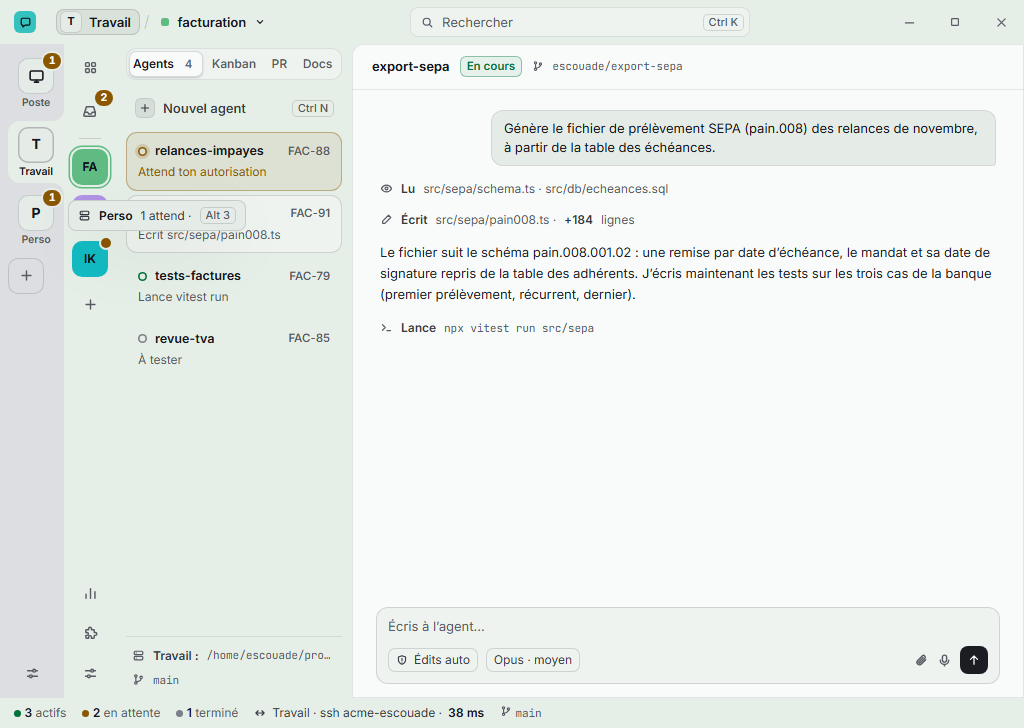 T Travail / facturation
Rechercher Ctrl K
1
Poste
T
Travail
1
P
Perso
2
FA
IK
Perso 1 attend · Alt 3
Agents 4 Kanban PR Docs
Nouvel agent Ctrl N
relances-impayes FAC-88
Attend ton autorisation
FAC-91
Écrit src/sepa/pain008.ts
tests-factures FAC-79
Lance vitest run
revue-tva FAC-85
À tester
Travail : /home/escouade/pro…
main
export-sepa En cours escouade/export-sepa
Génère le fichier de prélèvement SEPA (pain.008) des relances de novembre,
à partir de la table des échéances.
Lu src/sepa/schema.ts · src/db/echeances.sql
Écrit src/sepa/pain008.ts · +184 lignes
Le fichier suit le schéma pain.008.001.02 : une remise par date d’échéance, le mandat et sa date de
signature repris de la table des adhérents. J’écris maintenant les tests sur les trois cas de la banque
(premier prélèvement, récurrent, dernier).
Lance npx vitest run src/sepa
Écris à l’agent…
Édits auto Opus · moyen
3 actifs 2 en attente 1 terminé Travail · ssh acme-escouade · 38 ms main